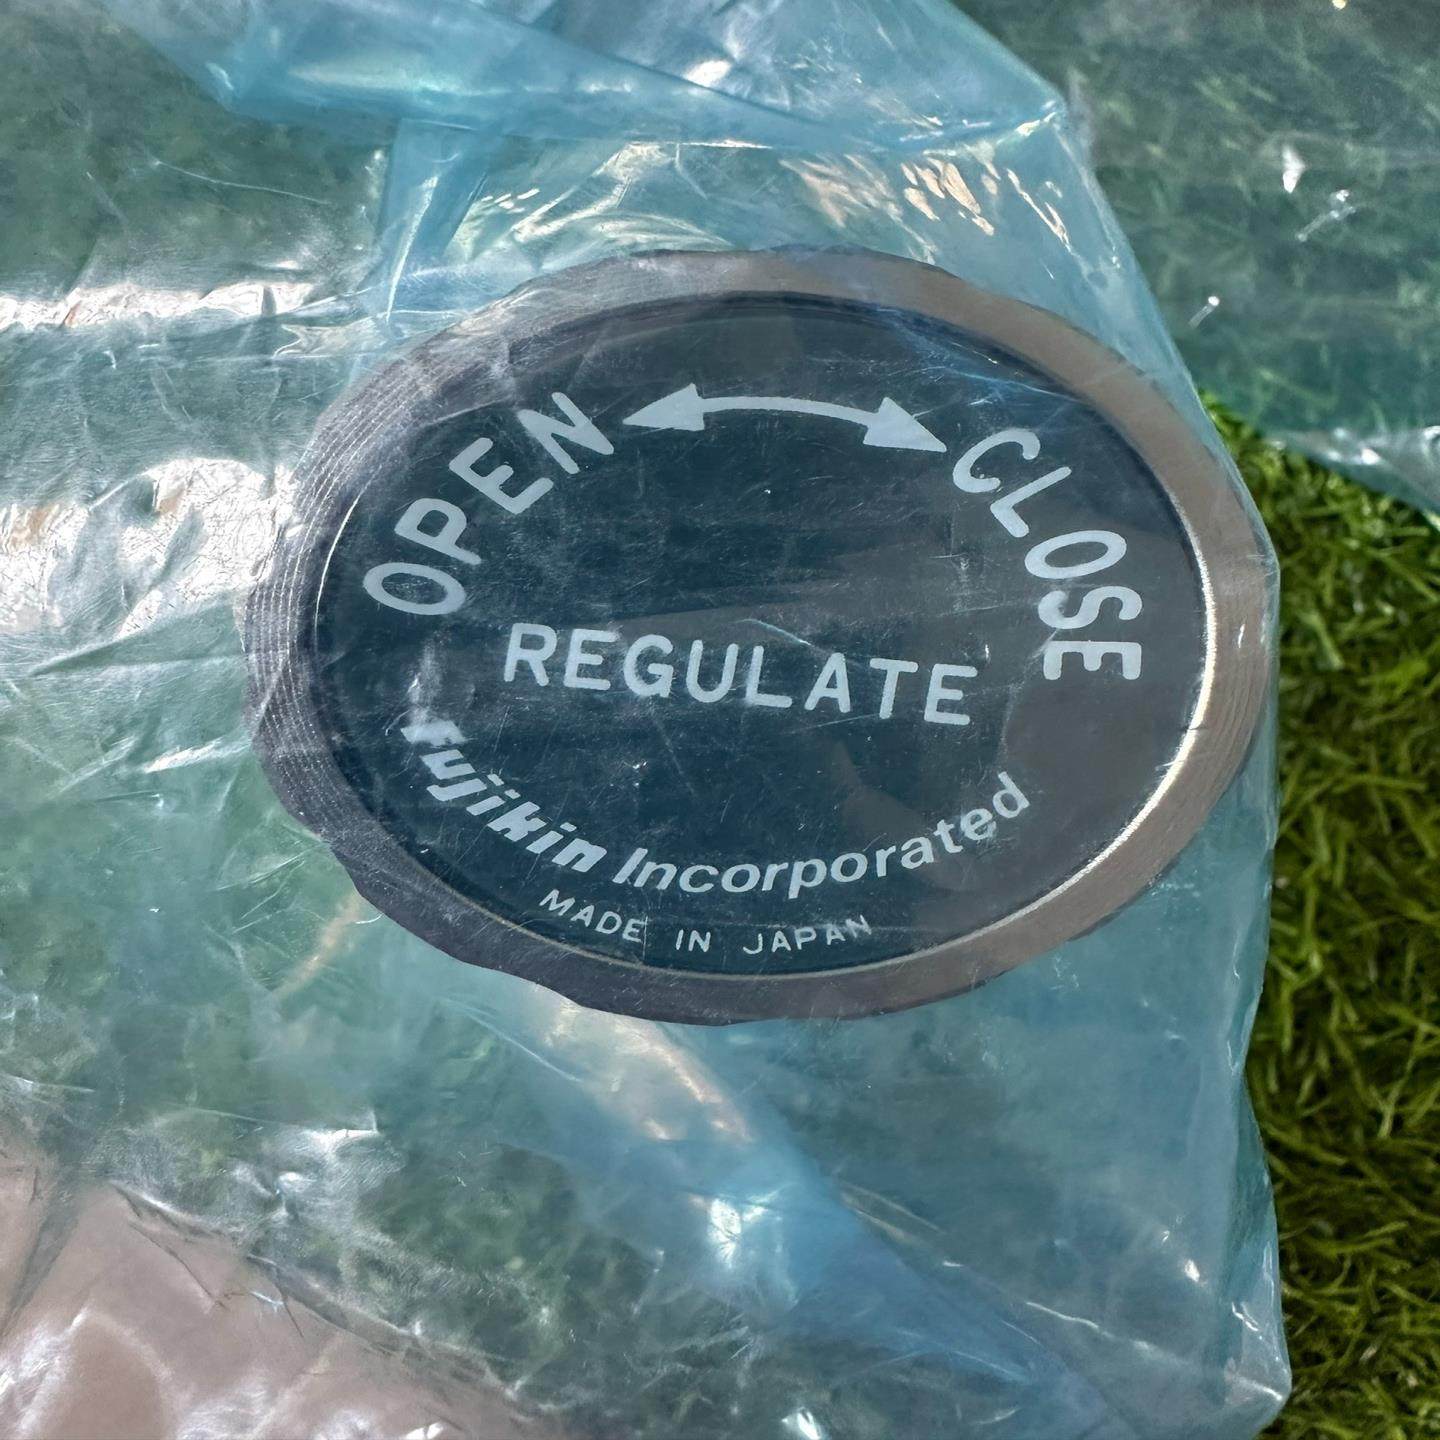 OPEN ↔ CLOSE
REGULATE
Fujikin Incorporated
MADE IN JAPAN